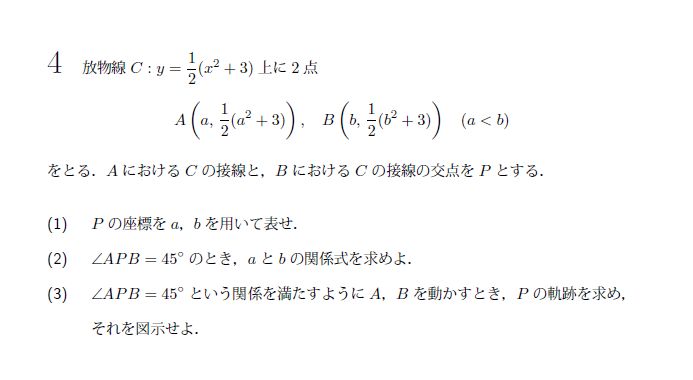 4 放物線 C : y = \frac{1}{2}(x^2 + 3) 上に 2 点
A \left( a, \frac{1}{2}(a^2 + 3) \right), B \left( b, \frac{1}{2}(b^2 + 3) \right) (a < b)
をとる．A における C の接線と，B における C の接線の交点を P とする．
(1) P の座標を a，b を用いて表せ．
(2) ∠APB = 45° のとき，a と b の関係式を求めよ．
(3) ∠APB = 45° という関係を満たすように A，B を動かすとき，P の軌跡を求め，
それを図示せよ．